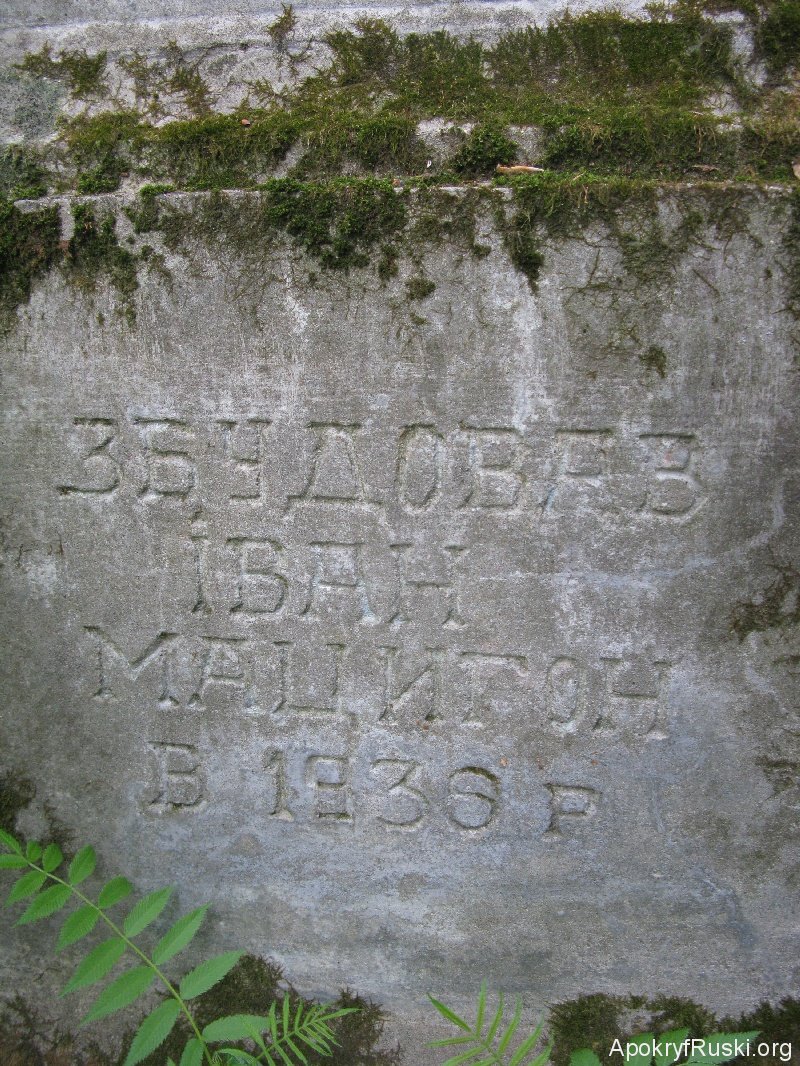 ЗБУДОВАВ
ІВАН
МАЦИГОН
В 1936 Р
ApokryfRuski.org